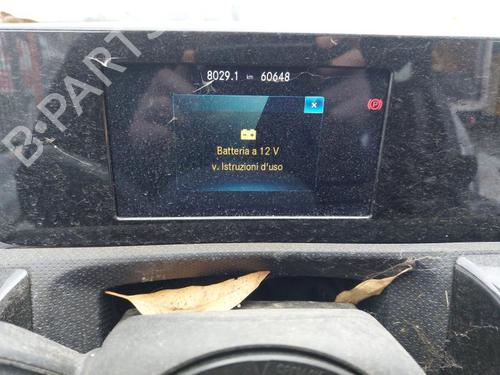 8029.1 km 60648
Batteria a 12 V
v. Istruzioni d'uso
B-PARTS